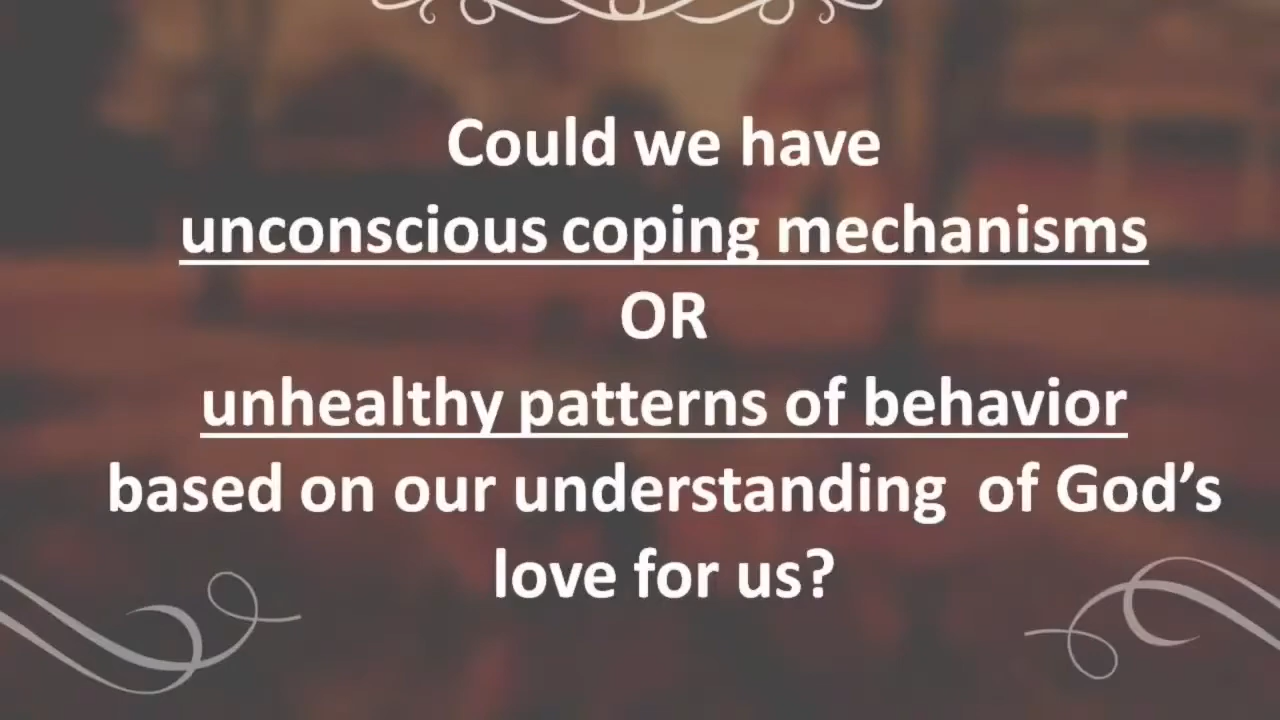 Could we have
unconscious coping mechanisms
OR
unhealthy patterns of behavior
based on our understanding  of God’s
love for us?